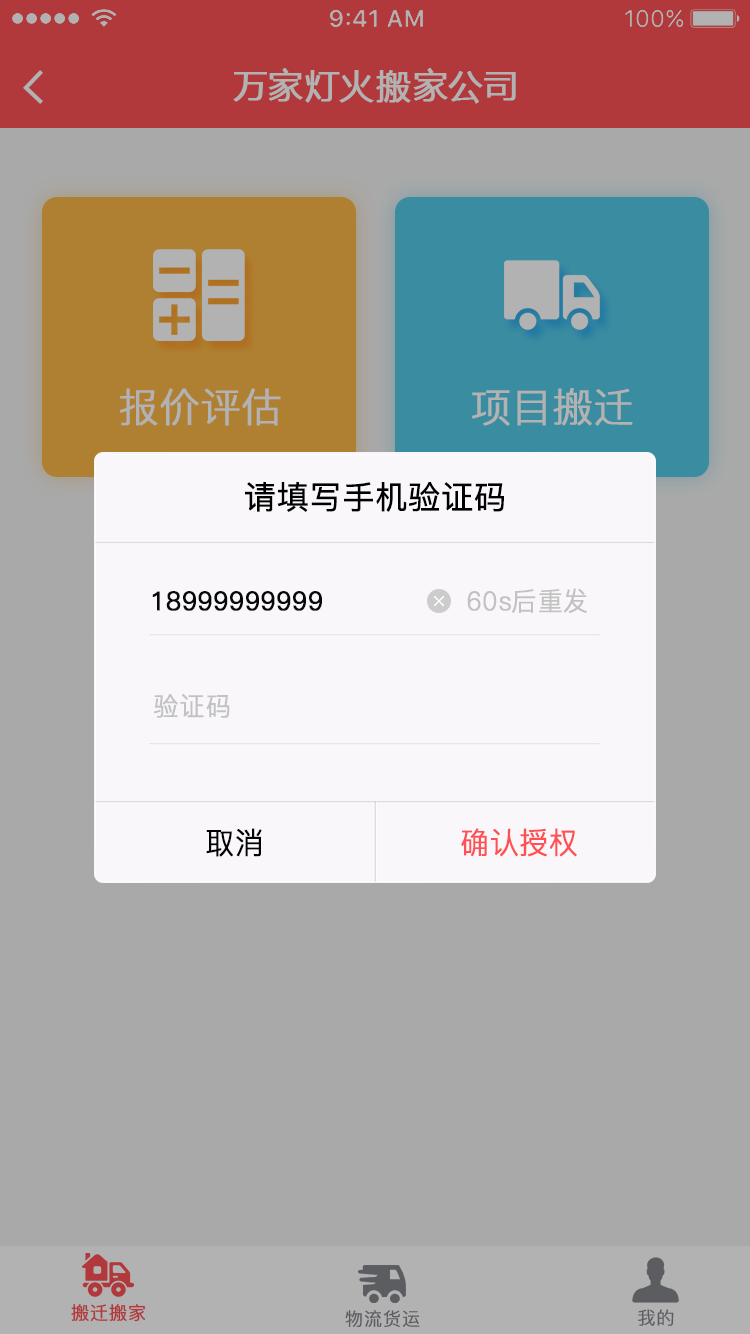 9:41 AM 100%
万家灯火搬家公司
报价评估 项目搬迁
请填写手机验证码
18999999999 60s后重发
验证码
取消 确认授权
搬迁搬家 物流货运 我的